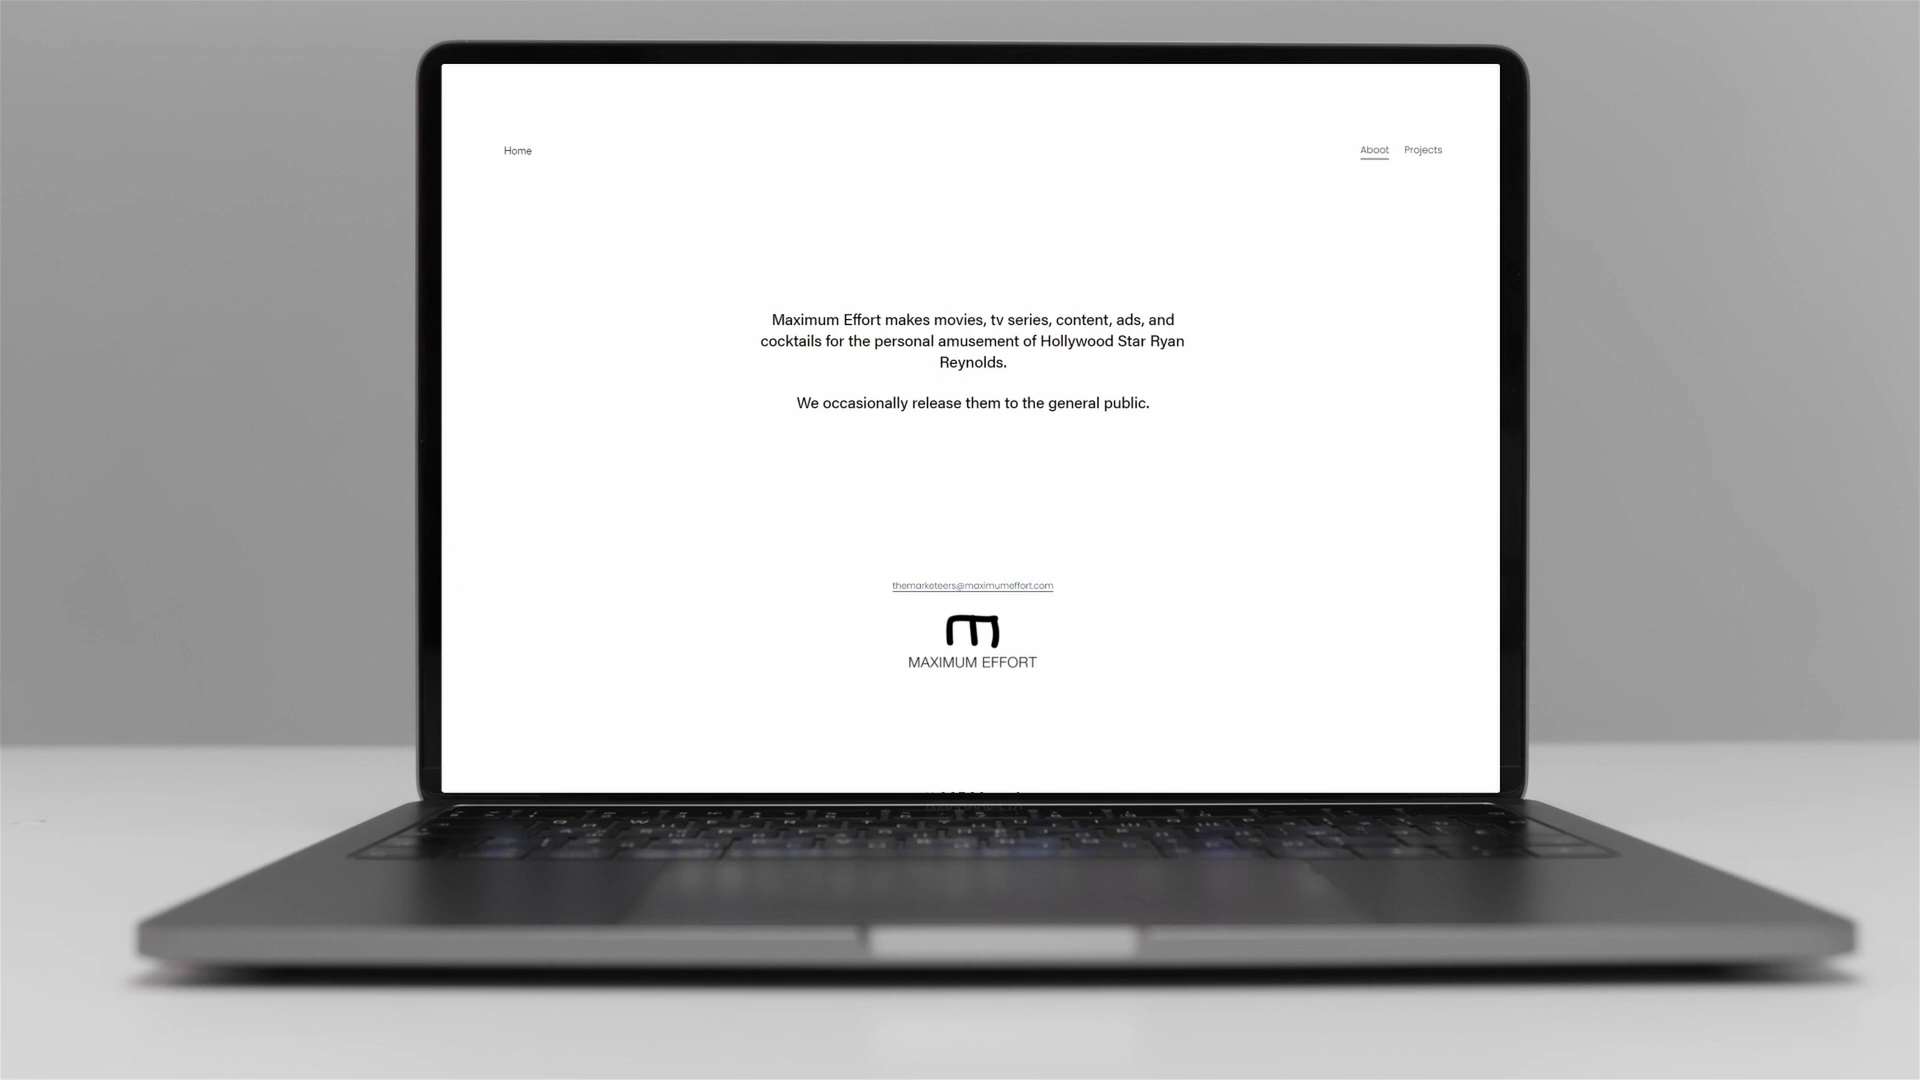 Home
Aboot
Projects
Maximum Effort makes movies, tv series, content, ads, and
cocktails for the personal amusement of Hollywood Star Ryan
Reynolds.
We occasionally release them to the general public.
themarketeers@maximumeffort.com
MAXIMUM EFFORT